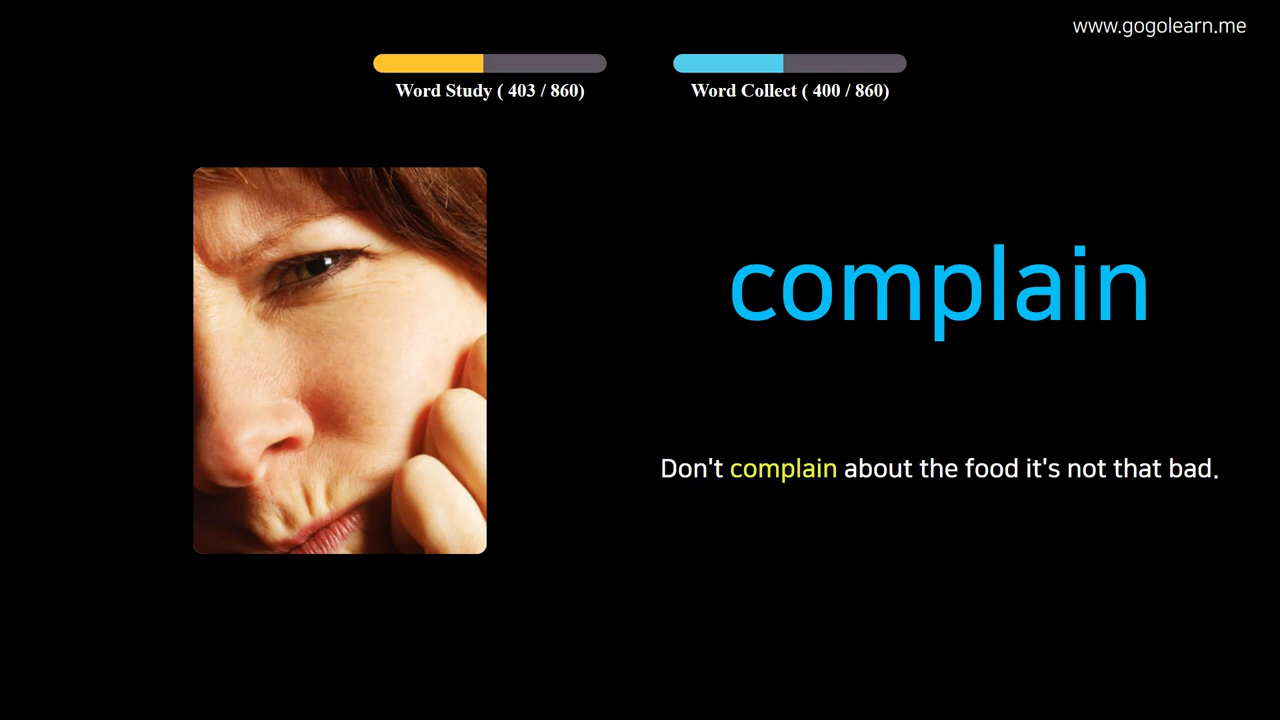 www.gogolearn.me
Word Study ( 403 / 860)
Word Collect ( 400 / 860)
complain
Don't complain about the food it's not that bad.